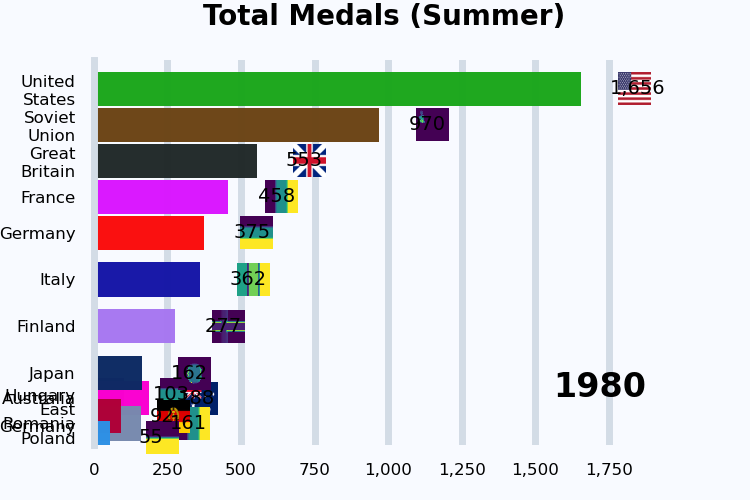 Total Medals (Summer)
United
States
1,656
Soviet
Union
970
Great
Britain
553
France
458
Germany
375
Italy
362
Finland
277
Japan
162
1980
Hungary
103
Australia
East
Germany
Romania
161
Poland
55
0 250 500 750 1,000 1,250 1,500 1,750